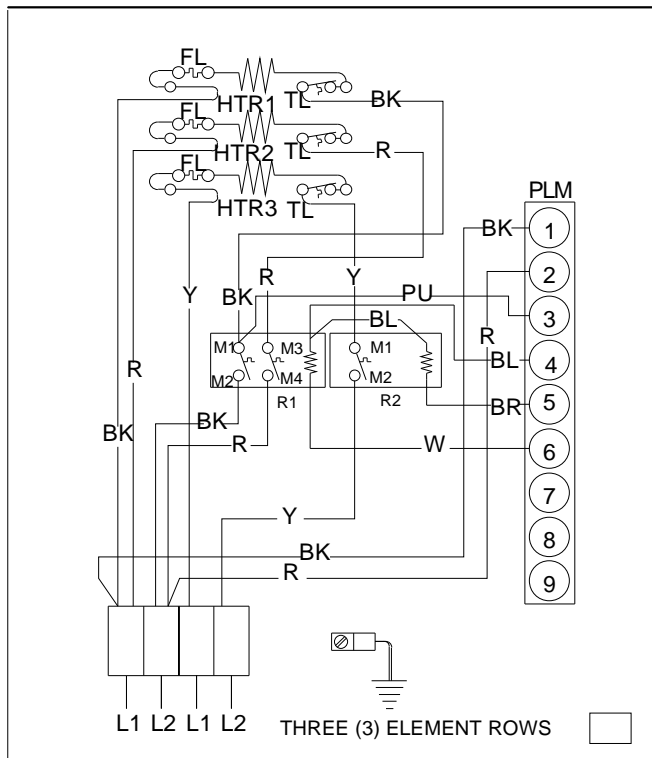 FL
HTR1 TL BK
FL
HTR2 TL R
FL
HTR3 TL
PLM
BK 1
2
Y R Y
BK PU 3
R
BL
M1 M3 M1
BL 4
R M2 M4 M2
R1 R2
BR 5
BK
BK R W 6
7
Y
8
BK
R 9
L1 L2 L1 L2
THREE (3) ELEMENT ROWS